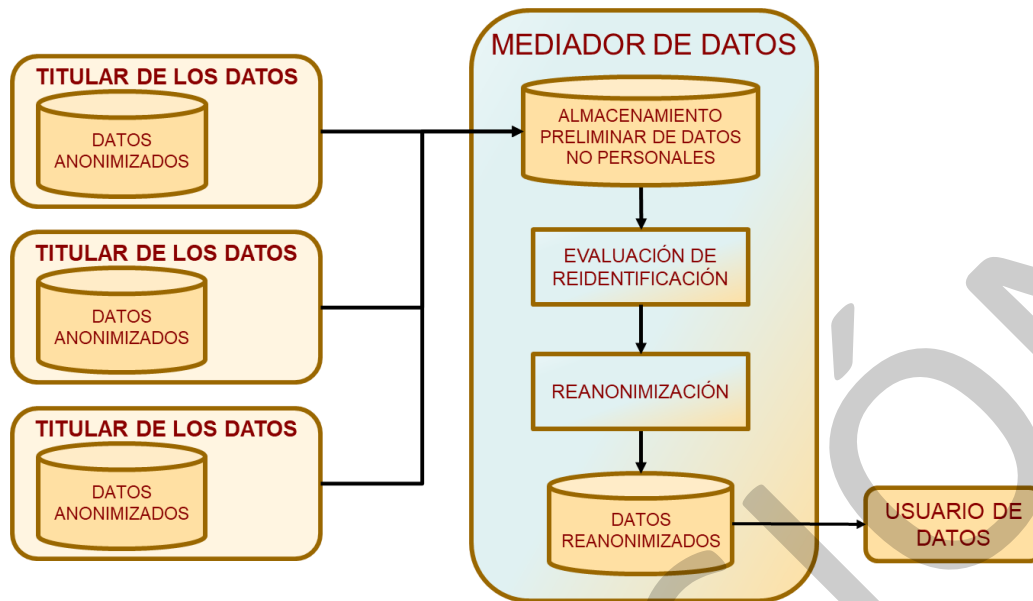 TITULAR DE LOS DATOS
DATOS
ANONIMIZADOS
TITULAR DE LOS DATOS
DATOS
ANONIMIZADOS
TITULAR DE LOS DATOS
DATOS
ANONIMIZADOS
MEDIADOR DE DATOS
ALMACENAMIENTO
PRELIMINAR DE DATOS
NO PERSONALES
EVALUACIÓN DE
REIDENTIFICACIÓN
REANONIMIZACIÓN
DATOS
REANONIMIZADOS
USUARIO DE
DATOS